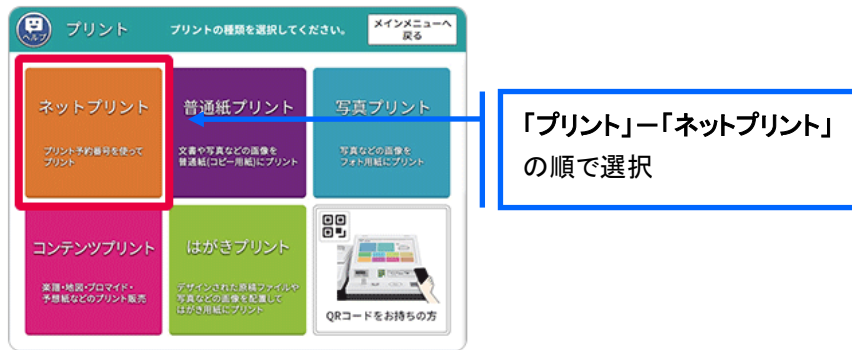 ヘルプ
プリント
プリントの種類を選択してください。
メインメニューへ
戻る
ネットプリント
プリント予約番号を使って
プリント
普通紙プリント
文書や写真などの画像を
普通紙(コピー用紙)にプリント
写真プリント
写真などの画像を
フォト用紙にプリント
コンテンツプリント
楽譜・地図・ブロマイド・
予想紙などのプリント販売
はがきプリント
デザインされた原稿ファイルや
写真などの画像を配置して
はがき用紙にプリント
QRコードをお持ちの方
「プリント」－「ネットプリント」
の順で選択